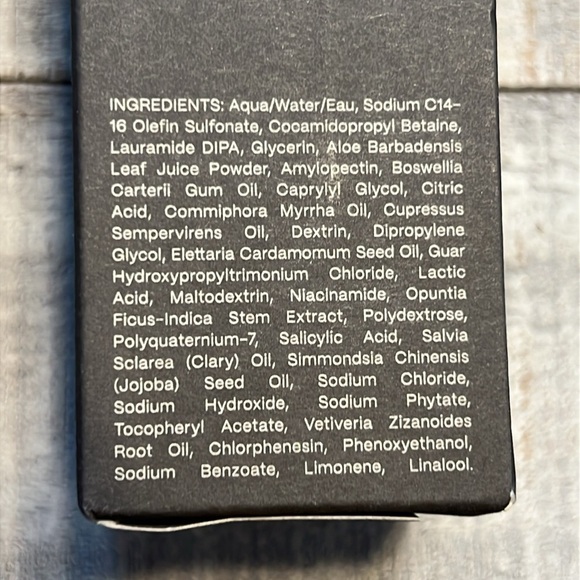 INGREDIENTS: Aqua/Water/Eau, Sodium C14-
16 Olefin Sulfonate, Cocamidopropyl Betaine,
Lauramide DIPA, Glycerin, Aloe Barbadensis
Leaf Juice Powder, Amylopectin, Boswellia
Carterii Gum Oil, Caprylyl Glycol, Citric
Acid, Commiphora Myrrha Oil, Cupressus
Sempervirens Oil, Dextrin, Dipropylene
Glycol, Elettaria Cardamomum Seed Oil, Guar
Hydroxypropyltrimonium Chloride, Lactic
Acid, Maltodextrin, Niacinamide, Opuntia
Ficus-Indica Stem Extract, Polydextrose,
Polyquaternium-7, Salicylic Acid, Salvia
Sclarea (Clary) Oil, Simmondsia Chinensis
(Jojoba) Seed Oil, Sodium Chloride,
Sodium Hydroxide, Sodium Phytate,
Tocopheryl Acetate, Vetiveria Zizanoides
Root Oil, Chlorphenesin, Phenoxyethanol,
Sodium Benzoate, Limonene, Linalool.